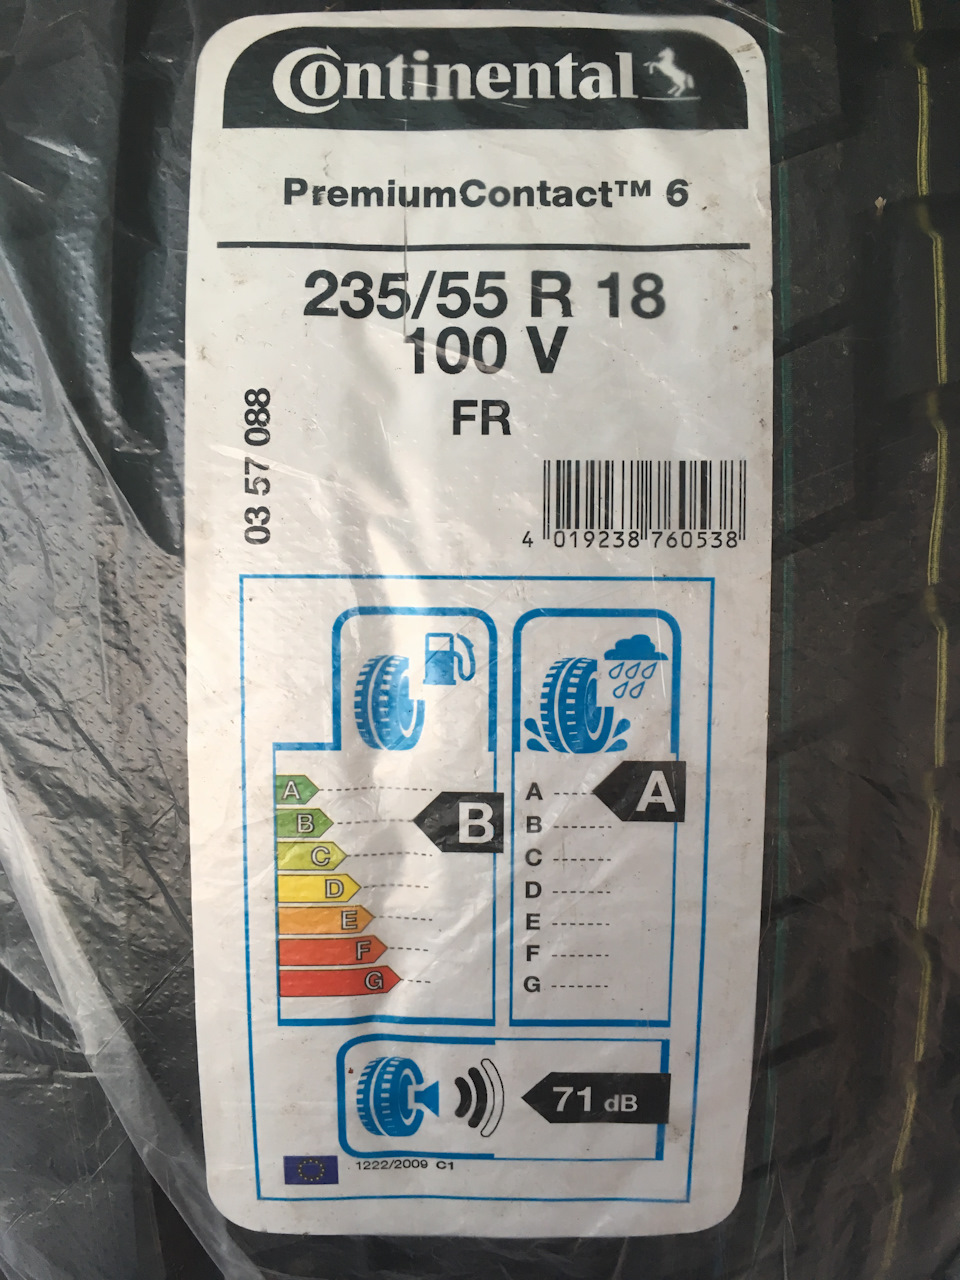 Continental
PremiumContact™ 6
235/55 R 18
100 V
FR
03 57 088
4 019238 760538
A
B
C
D
E
F
G
B
A
B
C
D
E
F
G
A
71 dB
1222/2009 C1